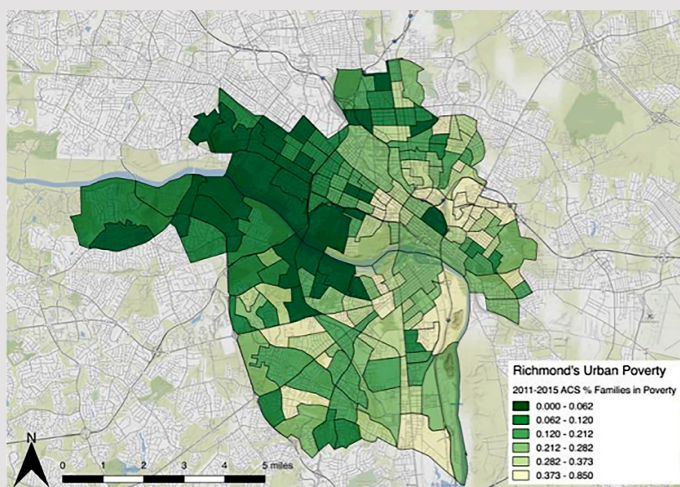 Richmond's Urban Poverty
2011-2015 ACS % Families in Poverty
0.000 - 0.062
0.062 - 0.120
0.120 - 0.212
0.212 - 0.282
0.282 - 0.373
0.373 - 0.850
N
0 1 2 3 4 5 miles